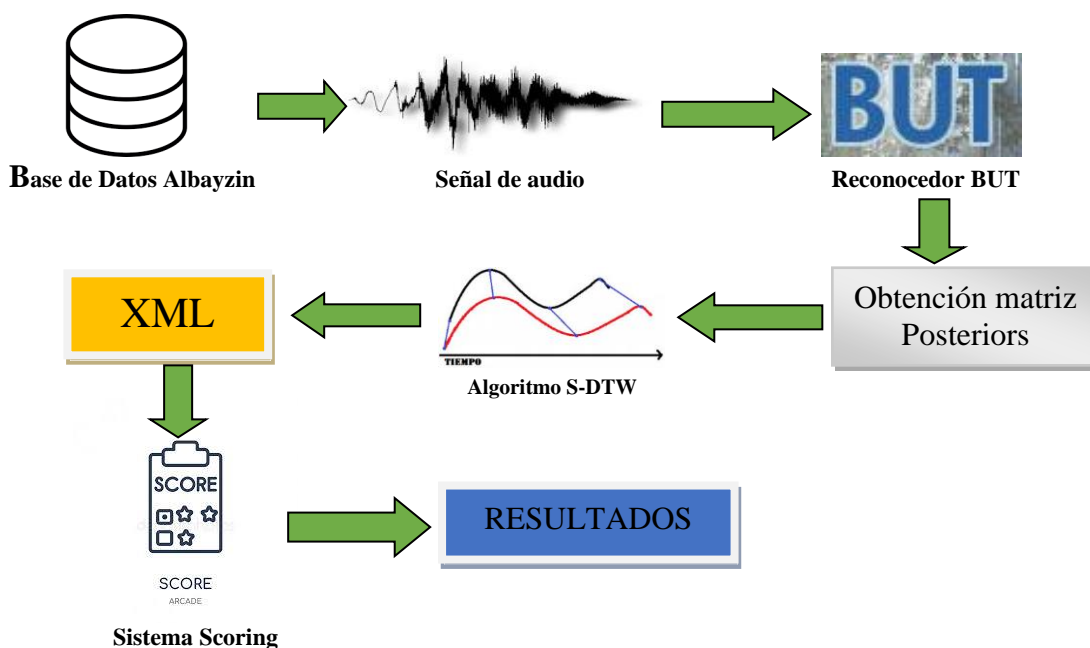 Base de Datos Albayzin
Señal de audio
BUT
Reconocedor BUT
Obtención matriz
Posteriors
TIEMPO
Algoritmo S-DTW
XML
SCORE
SCORE
ARCADE
Sistema Scoring
RESULTADOS